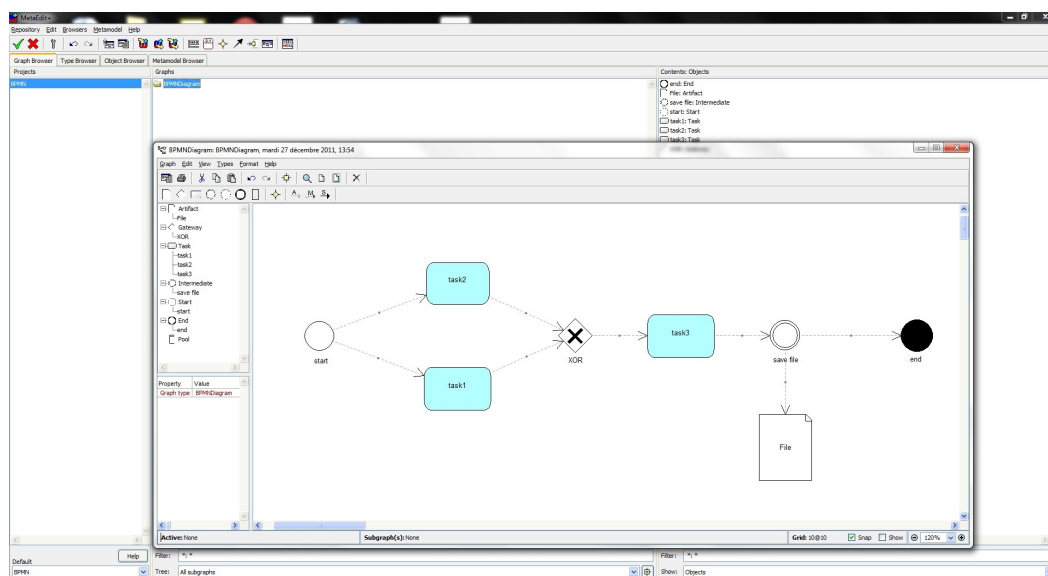 MetaEdit+
Repository Edit Browsers Metamodel Help
Graph Browser Type Browser Object Browser Metamodel Browser
Projects Graphs Contents: Objects
BPMN BPMNDiagram end: End
File: Artifact
save file: Intermediate
start: Start
task1: Task
task2: Task
task3: Task
BPMNDiagram: BPMNDiagram, mardi 27 décembre 2011, 13:54
Graph Edit View Types Format Help
Artifact
File
Gateway
XOR
Task
task1
task2
task3
Intermediate
save file
Start
start
End
end
Pool
Property Value
Graph type BPMNDiagram
task2
start
XOR
task3
save file
end
task1
File
Active: None Subgraph(s): None Grid: 10@10 Snap Show 120%
Default Help Filter: *: * Filter: *: *
BPMN Tree: All subgraphs Show: Objects